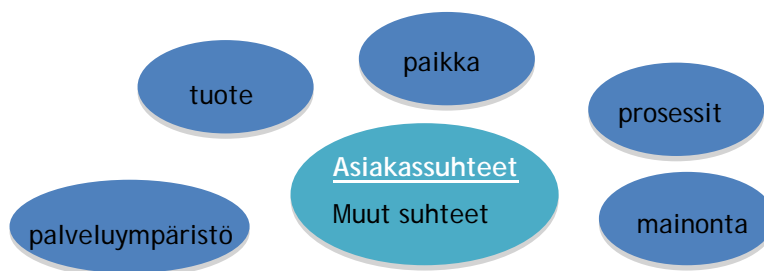 paikka
tuote
prosessit
Asiakassuhteet
Muut suhteet
mainonta
palveluympäristö